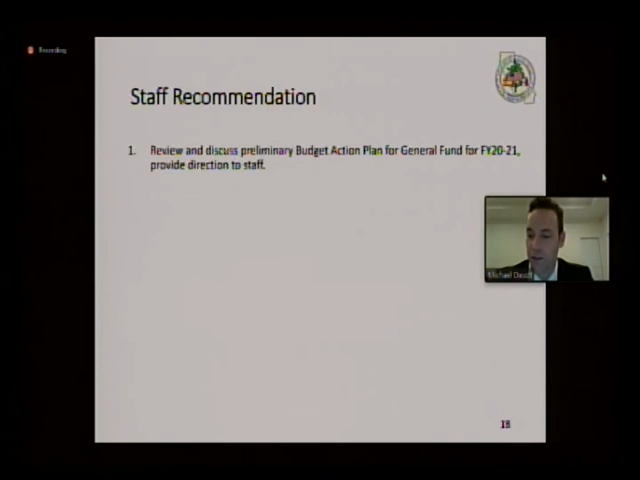 Recording
Staff Recommendation
1. Review and discuss preliminary Budget Action Plan for General Fund for FY20-21,
provide direction to staff.
Michael
18